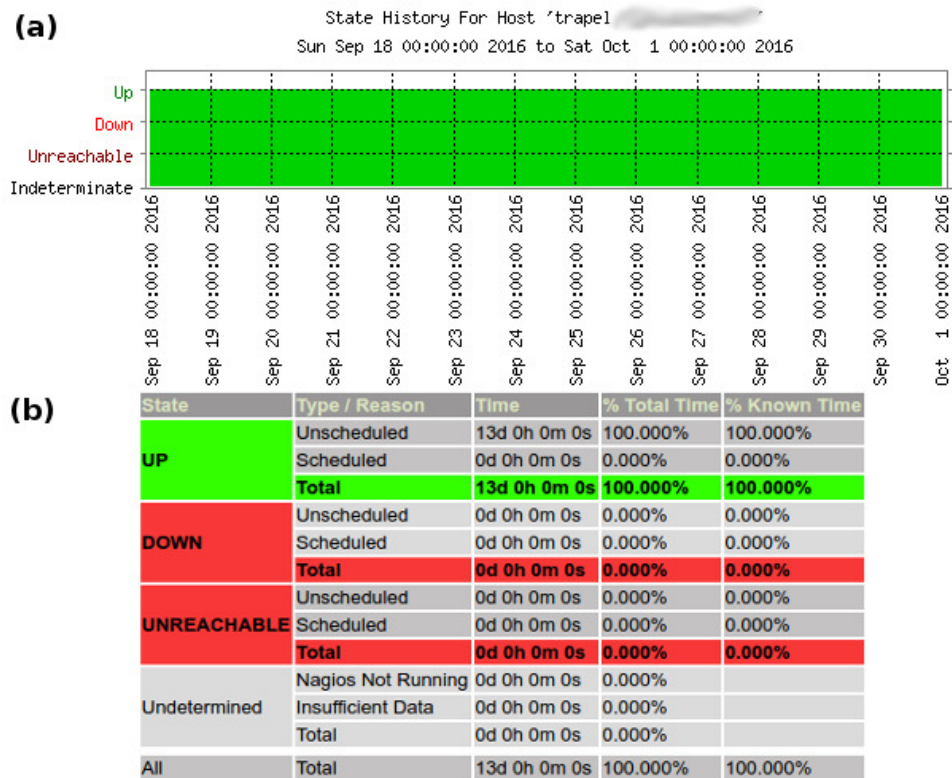 (a)
State History For Host 'trapel
Sun Sep 18 00:00:00 2016 to Sat Oct 1 00:00:00 2016
Up
Down
Unreachable
Indeterminate
Sep 18 00:00:00 2016
Sep 19 00:00:00 2016
Sep 20 00:00:00 2016
Sep 21 00:00:00 2016
Sep 22 00:00:00 2016
Sep 23 00:00:00 2016
Sep 24 00:00:00 2016
Sep 25 00:00:00 2016
Sep 26 00:00:00 2016
Sep 27 00:00:00 2016
Sep 28 00:00:00 2016
Sep 29 00:00:00 2016
Sep 30 00:00:00 2016
Oct 1 00:00:00 2016
(b)
State Type / Reason Time % Total Time % Known Time
UP
Unscheduled 13d 0h 0m 0s 100.000% 100.000%
Scheduled 0d 0h 0m 0s 0.000% 0.000%
Total 13d 0h 0m 0s 100.000% 100.000%
DOWN
Unscheduled 0d 0h 0m 0s 0.000% 0.000%
Scheduled 0d 0h 0m 0s 0.000% 0.000%
Total 0d 0h 0m 0s 0.000% 0.000%
UNREACHABLE
Unscheduled 0d 0h 0m 0s 0.000% 0.000%
Scheduled 0d 0h 0m 0s 0.000% 0.000%
Total 0d 0h 0m 0s 0.000% 0.000%
Undetermined
Nagios Not Running 0d 0h 0m 0s 0.000%
Insufficient Data 0d 0h 0m 0s 0.000%
Total 0d 0h 0m 0s 0.000%
All Total 13d 0h 0m 0s 100.000% 100.000%